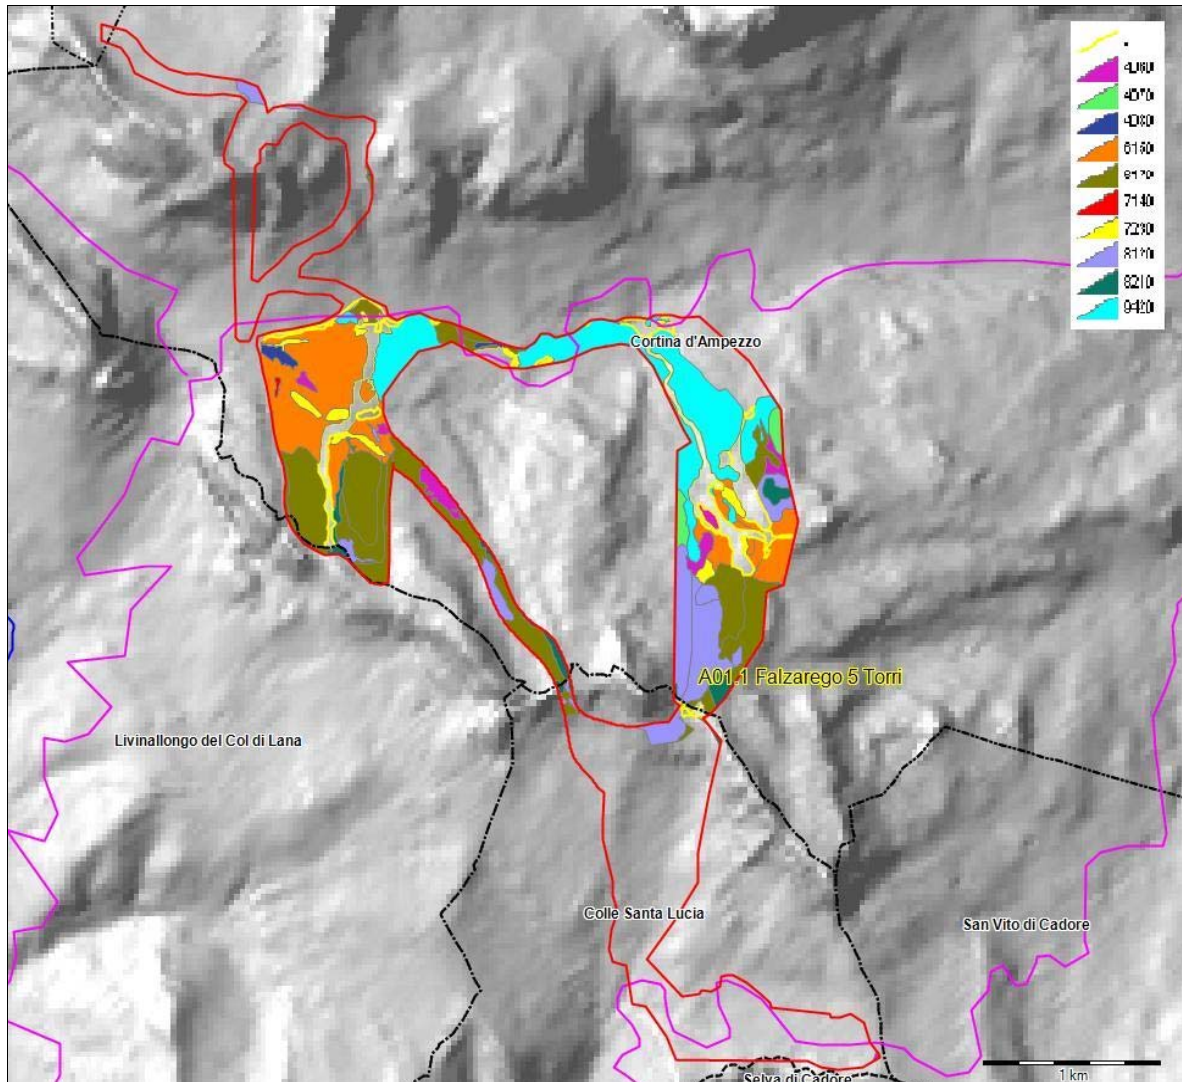 4060
4070
4080
6150
6170
7140
7230
8120
8210
9420
Cortina d'Ampezzo
A01.1 Falzarego 5 Torri
Livinallongo del Col di Lana
Colle Santa Lucia
San Vito di Cadore
1 km
Selva di Cadore